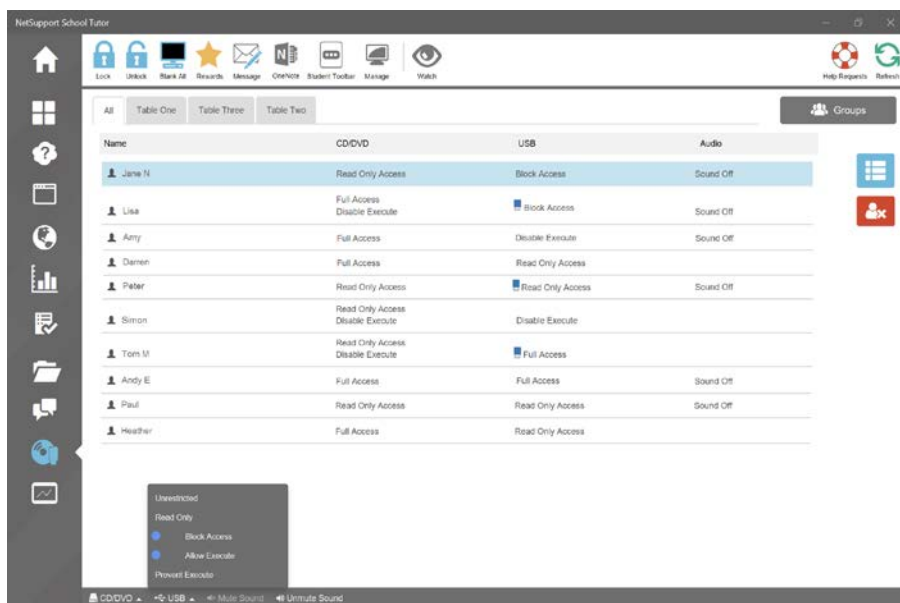 NetSupport School Tutor
Lock Unlock Blank All Rewards Message OneNote Student Toolbar Manage Watch Help Requests Refresh
All Table One Table Three Table Two Groups
Name CD/DVD USB Audio
Jane N Read Only Access Block Access Sound Off
Full Access
Lisa Disable Execute Block Access Sound Off
Amy Full Access Disable Execute Sound Off
Darren Full Access Read Only Access
Peter Read Only Access Read Only Access Sound Off
Read Only Access
Simon Disable Execute Disable Execute
Read Only Access
Tom M Disable Execute Full Access
Andy E Full Access Full Access Sound Off
Paul Read Only Access Read Only Access Sound Off
Heather Full Access Read Only Access
Unrestricted
Read Only
Block Access
Allow Execute
Prevent Execute
CD/DVD USB Mute Sound Unmute Sound